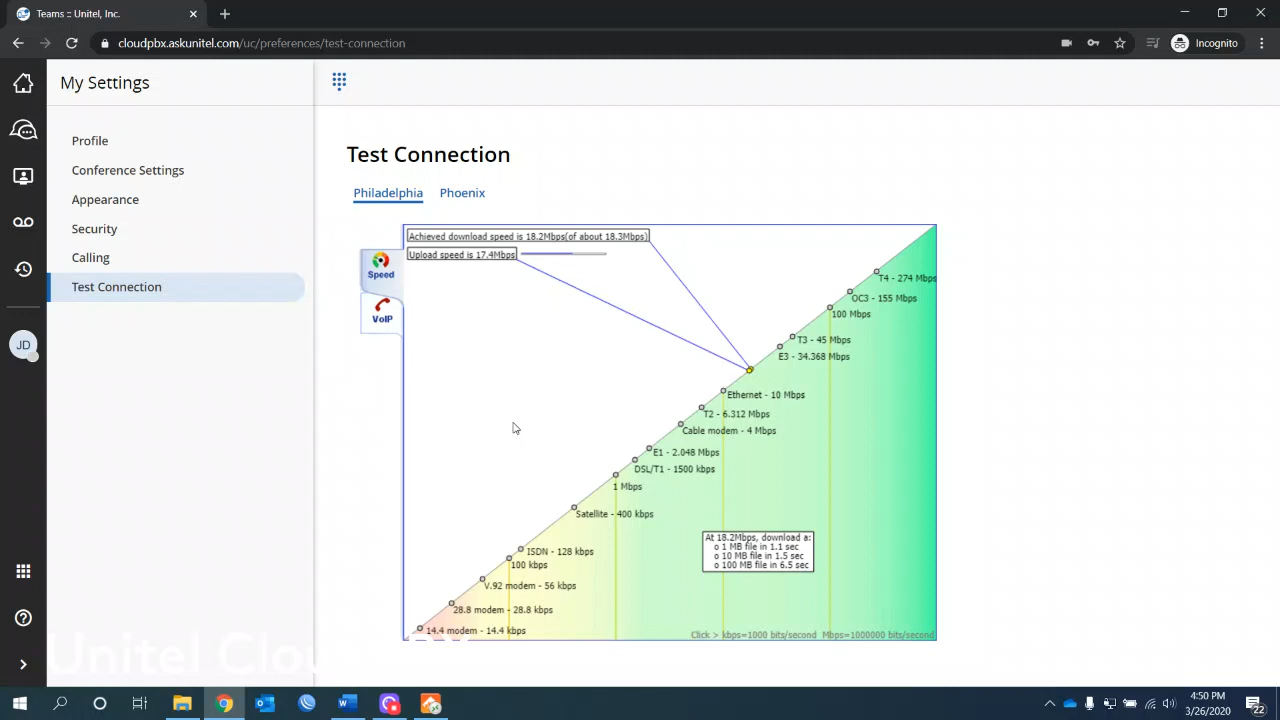 Teams – Unitel, Inc.
cloudpbx.askunitel.com/uc/preferences/test-connection
Incognito
My Settings
Profile
Conference Settings
Appearance
Security
Calling
Test Connection
JD
Test Connection
Philadelphia Phoenix
Speed
VoIP
Achieved download speed is 18.2Mbps(of about 18.3Mbps)
Upload speed is 17.4Mbps
T4 - 274 Mbps
OC3 - 155 Mbps
100 Mbps
T3 - 45 Mbps
E3 - 34.368 Mbps
Ethernet - 10 Mbps
T2 - 6.312 Mbps
Cable modem - 4 Mbps
E1 - 2.048 Mbps
DSL/T1 - 1500 kbps
1 Mbps
Satellite - 400 kbps
ISDN - 128 kbps
100 kbps
V.92 modem - 56 kbps
28.8 modem - 28.8 kbps
14.4 modem - 14.4 kbps
At 18.2Mbps, download a:
o 1 MB file in 1.1 sec
o 10 MB file in 1.5 sec
o 100 MB file in 6.5 sec
Click > kbps=1000 bits/second Mbps=1000000 bits/second
Unitel
4:50 PM
3/26/2020
22